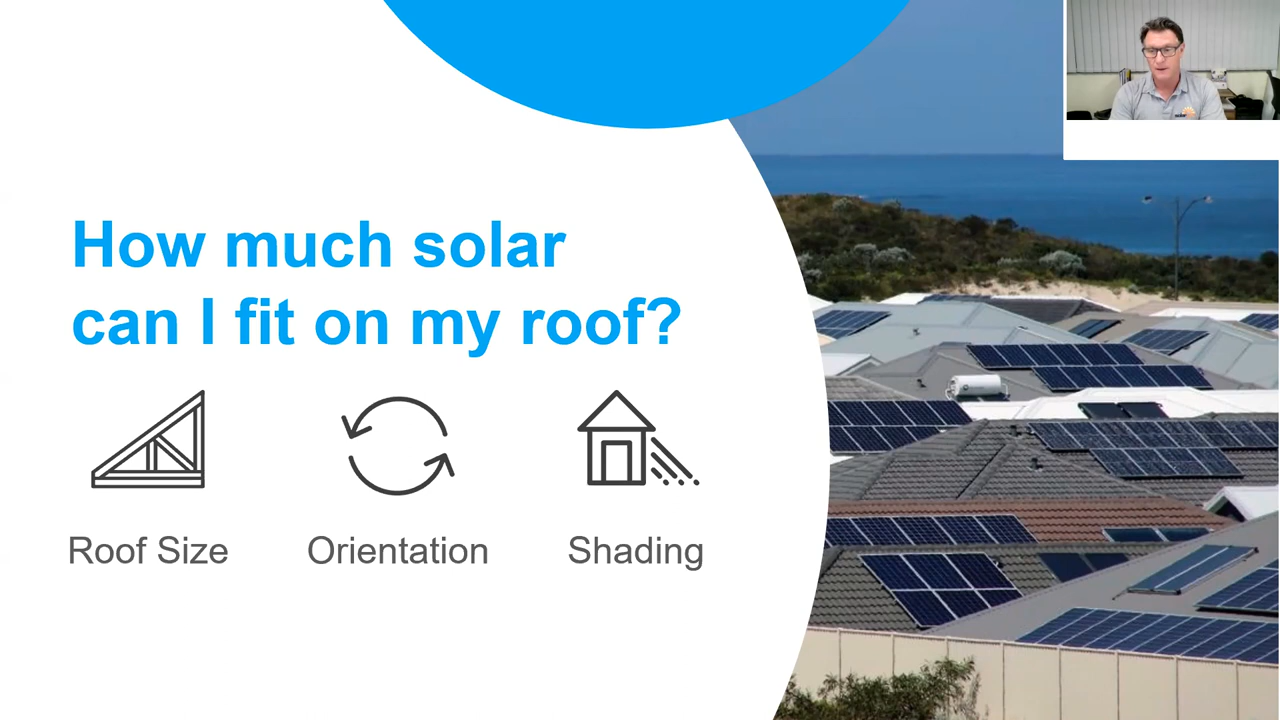 How much solar
can I fit on my roof?
Roof Size
Orientation
Shading